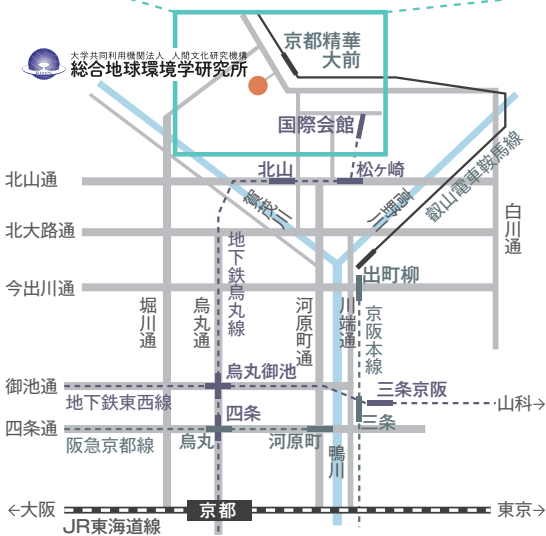 京都精華
大前
大学共同利用機関法人 人間文化研究機構
総合地球環境学研究所
国際会館
北山
松ヶ崎
北山通
賀茂川
高野川
叡山電車鞍馬線
白川通
北大路通
地下鉄烏丸線
出町柳
今出川通
堀川通
烏丸通
河原町通
川端通
京阪本線
烏丸御池
御池通
三条京阪
地下鉄東西線
山科→
四条
三条
四条通
阪急京都線
烏丸
河原町
鴨川
←大阪
京都
東京→
JR東海道線